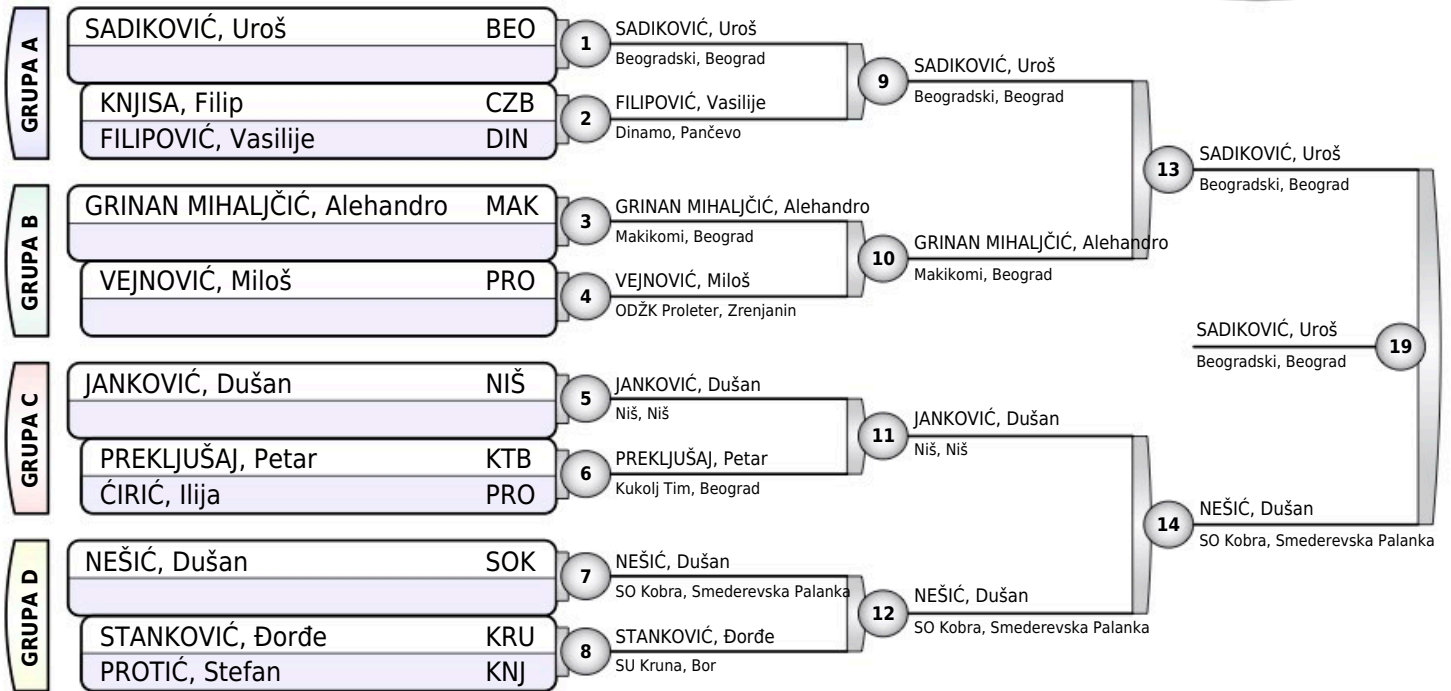 GRUPA A
SADIKOVIĆ, Uroš BEO
KNJISA, Filip CZB
FILIPOVIĆ, Vasilije DIN
GRUPA B
GRINAN MIHALJČIĆ, Alehandro MAK
VEJNOVIĆ, Miloš PRO
GRUPA C
JANKOVIĆ, Dušan NIŠ
PREKLJUŠAJ, Petar KTB
ĆIRIĆ, Ilija PRO
GRUPA D
NEŠIĆ, Dušan SOK
STANKOVIĆ, Đorđe KRU
PROTIĆ, Stefan KNJ
1
SADIKOVIĆ, Uroš
Beogradski, Beograd
2
FILIPOVIĆ, Vasilije
Dinamo, Pančevo
3
GRINAN MIHALJČIĆ, Alehandro
Makikomi, Beograd
4
VEJNOVIĆ, Miloš
ODŽK Proleter, Zrenjanin
5
JANKOVIĆ, Dušan
Niš, Niš
6
PREKLJUŠAJ, Petar
Kukolj Tim, Beograd
7
NEŠIĆ, Dušan
SO Kobra, Smederevska Palanka
8
STANKOVIĆ, Đorđe
SU Kruna, Bor
9
SADIKOVIĆ, Uroš
Beogradski, Beograd
10
GRINAN MIHALJČIĆ, Alehandro
Makikomi, Beograd
11
JANKOVIĆ, Dušan
Niš, Niš
12
NEŠIĆ, Dušan
SO Kobra, Smederevska Palanka
13
SADIKOVIĆ, Uroš
Beogradski, Beograd
14
NEŠIĆ, Dušan
SO Kobra, Smederevska Palanka
SADIKOVIĆ, Uroš
Beogradski, Beograd
19